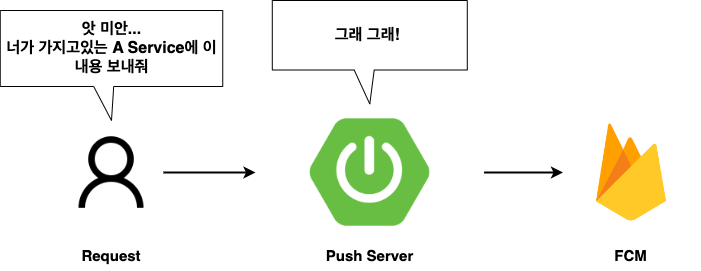 앗 미안...
너가 가지고있는 A Service에 이
내용 보내줘
그래 그래!
Request
Push Server
FCM